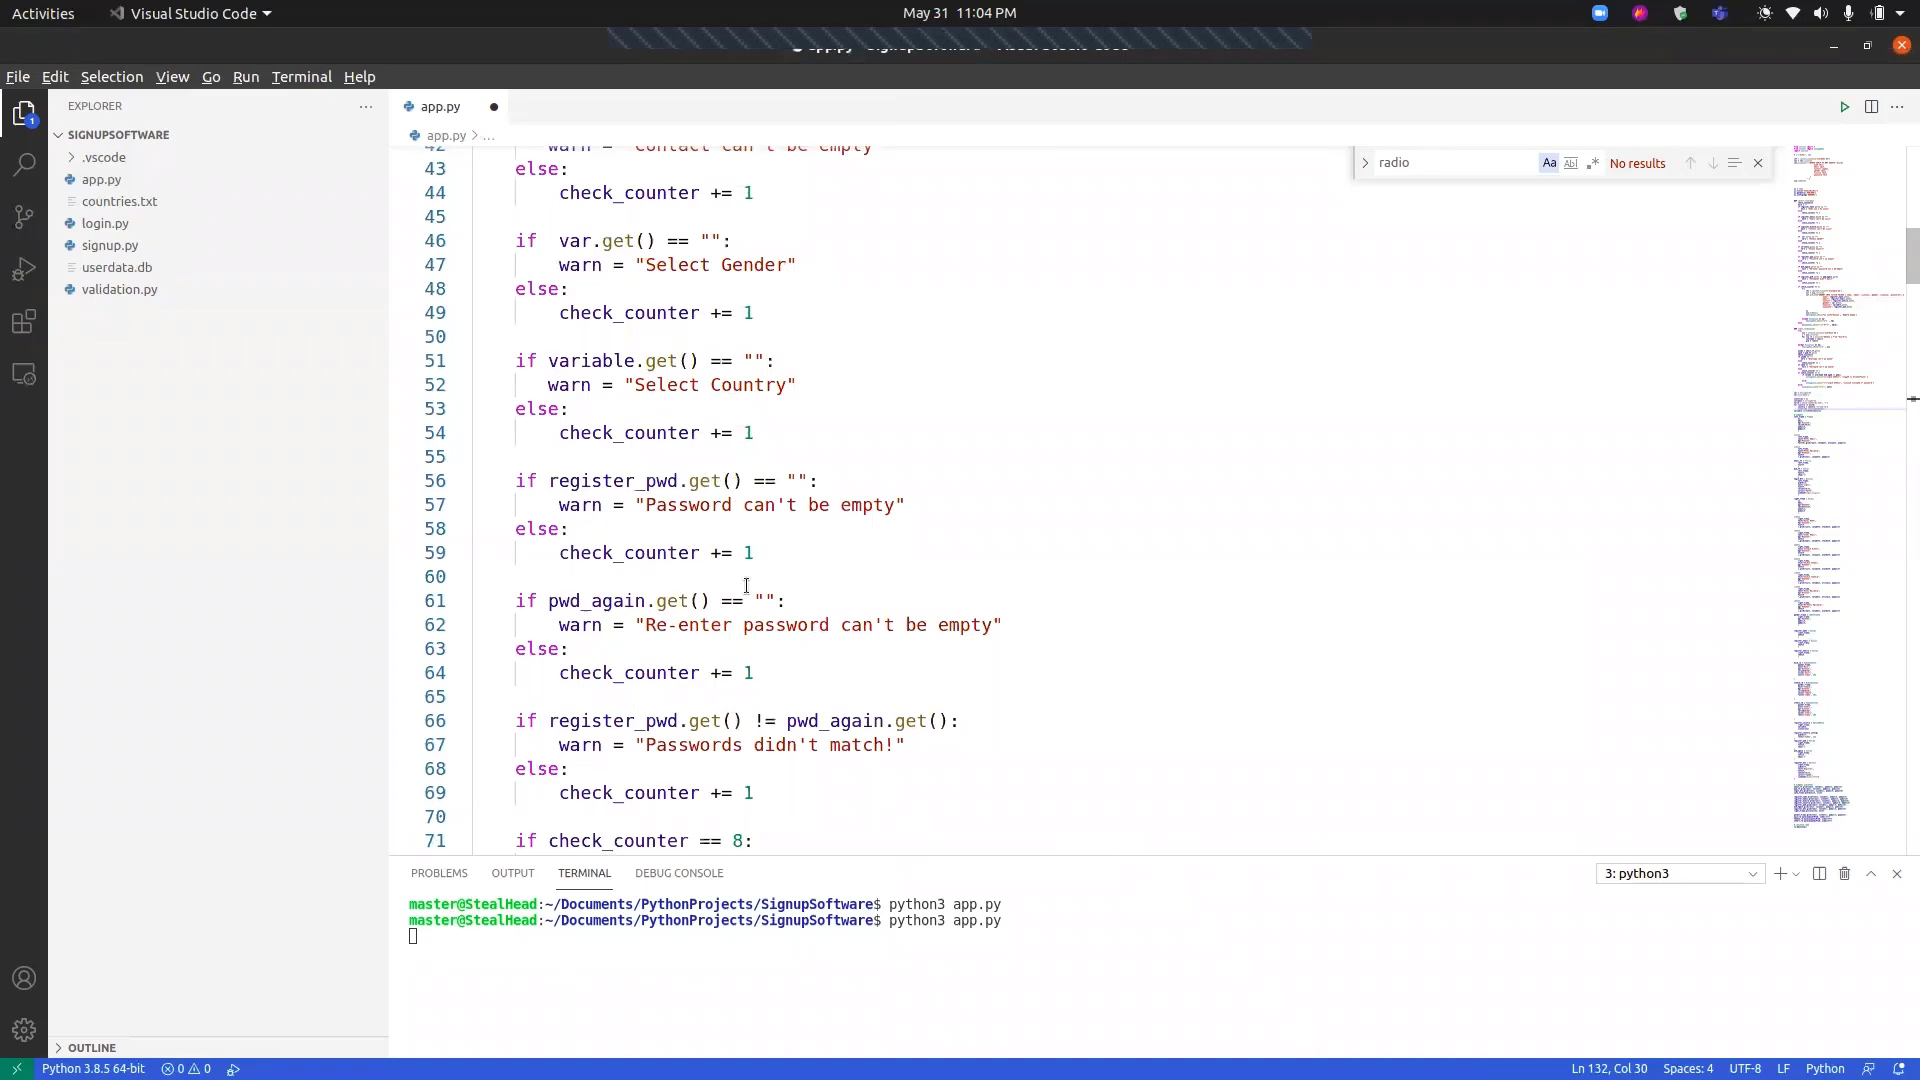 Activities
Visual Studio Code
May 31 11:04 PM
File Edit Selection View Go Run Terminal Help
EXPLORER
SIGNUPSOFTWARE
.vscode
app.py
countries.txt
login.py
signup.py
userdata.db
validation.py
OUTLINE
1
app.py
app.py > ...
radio
Aa
No results
42 warn = "Contact can't be empty"
43 else:
44 check_counter += 1
45
46 if  var.get() == "":
47 warn = "Select Gender"
48 else:
49 check_counter += 1
50
51 if variable.get() == "":
52 warn = "Select Country"
53 else:
54 check_counter += 1
55
56 if register_pwd.get() == "":
57 warn = "Password can't be empty"
58 else:
59 check_counter += 1
60
61 if pwd_again.get() == "":
62 warn = "Re-enter password can't be empty"
63 else:
64 check_counter += 1
65
66 if register_pwd.get() != pwd_again.get():
67 warn = "Passwords didn't match!"
68 else:
69 check_counter += 1
70
71 if check_counter == 8:
PROBLEMS OUTPUT TERMINAL DEBUG CONSOLE
3: python3
master@StealHead:~/Documents/PythonProjects/SignupSoftware$ python3 app.py
master@StealHead:~/Documents/PythonProjects/SignupSoftware$ python3 app.py
Python 3.8.5 64-bit 0 0
Ln 132, Col 30 Spaces: 4 UTF-8 LF Python